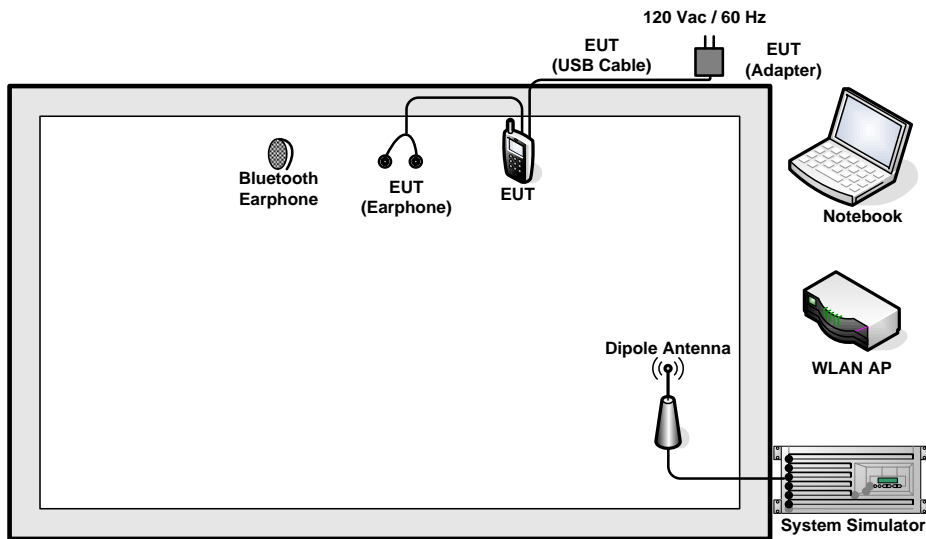 120 Vac / 60 Hz
EUT
(USB Cable)
EUT
(Adapter)
Bluetooth
Earphone
EUT
(Earphone)
EUT
Notebook
Dipole Antenna
WLAN AP
System Simulator